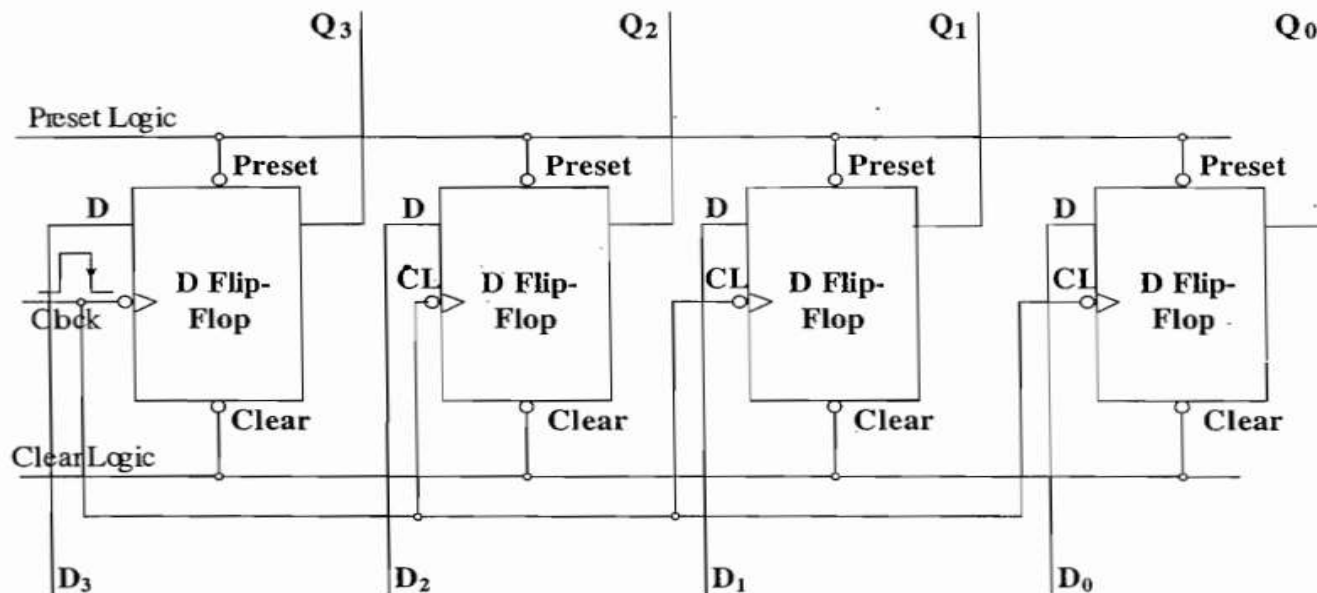 Q3 Q2 Q1 Q0
Preset Logic
Preset Preset Preset Preset
D D D D
CL CL CL
D Flip- D Flip- D Flip- D Flip-
Flop Flop Flop Flop
Clock
Clear Clear Clear Clear
Clear Logic
D3 D2 D1 D0